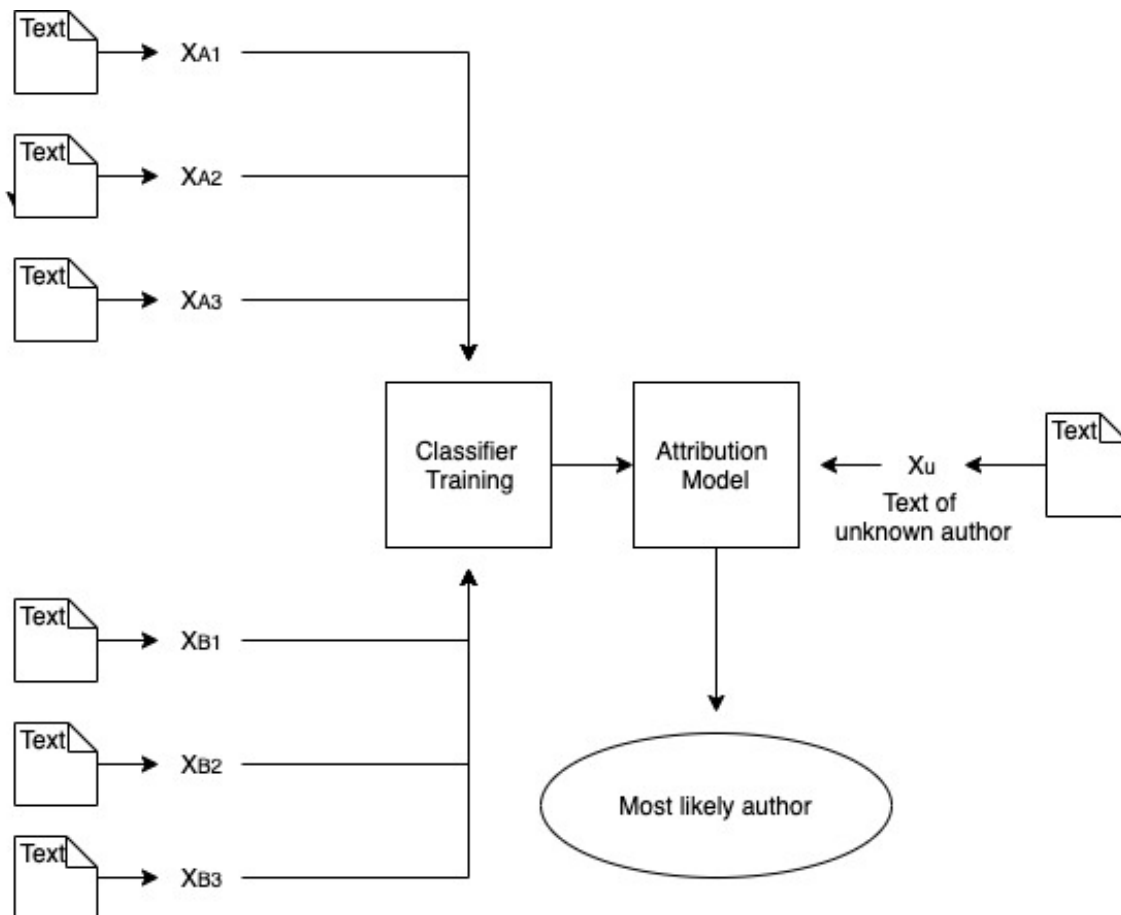 Text
XA1
Text
XA2
Text
XA3
Classifier
Training
Attribution
Model
Xu
Text of
unknown author
Text
Text
XB1
Text
XB2
Text
XB3
Most likely author